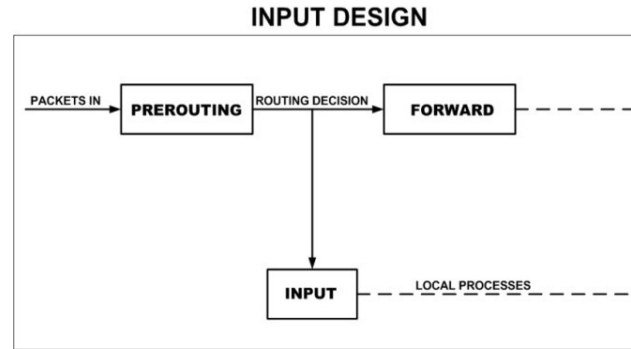 INPUT DESIGN
PACKETS IN
PREROUTING
ROUTING DECISION
FORWARD
INPUT
LOCAL PROCESSES